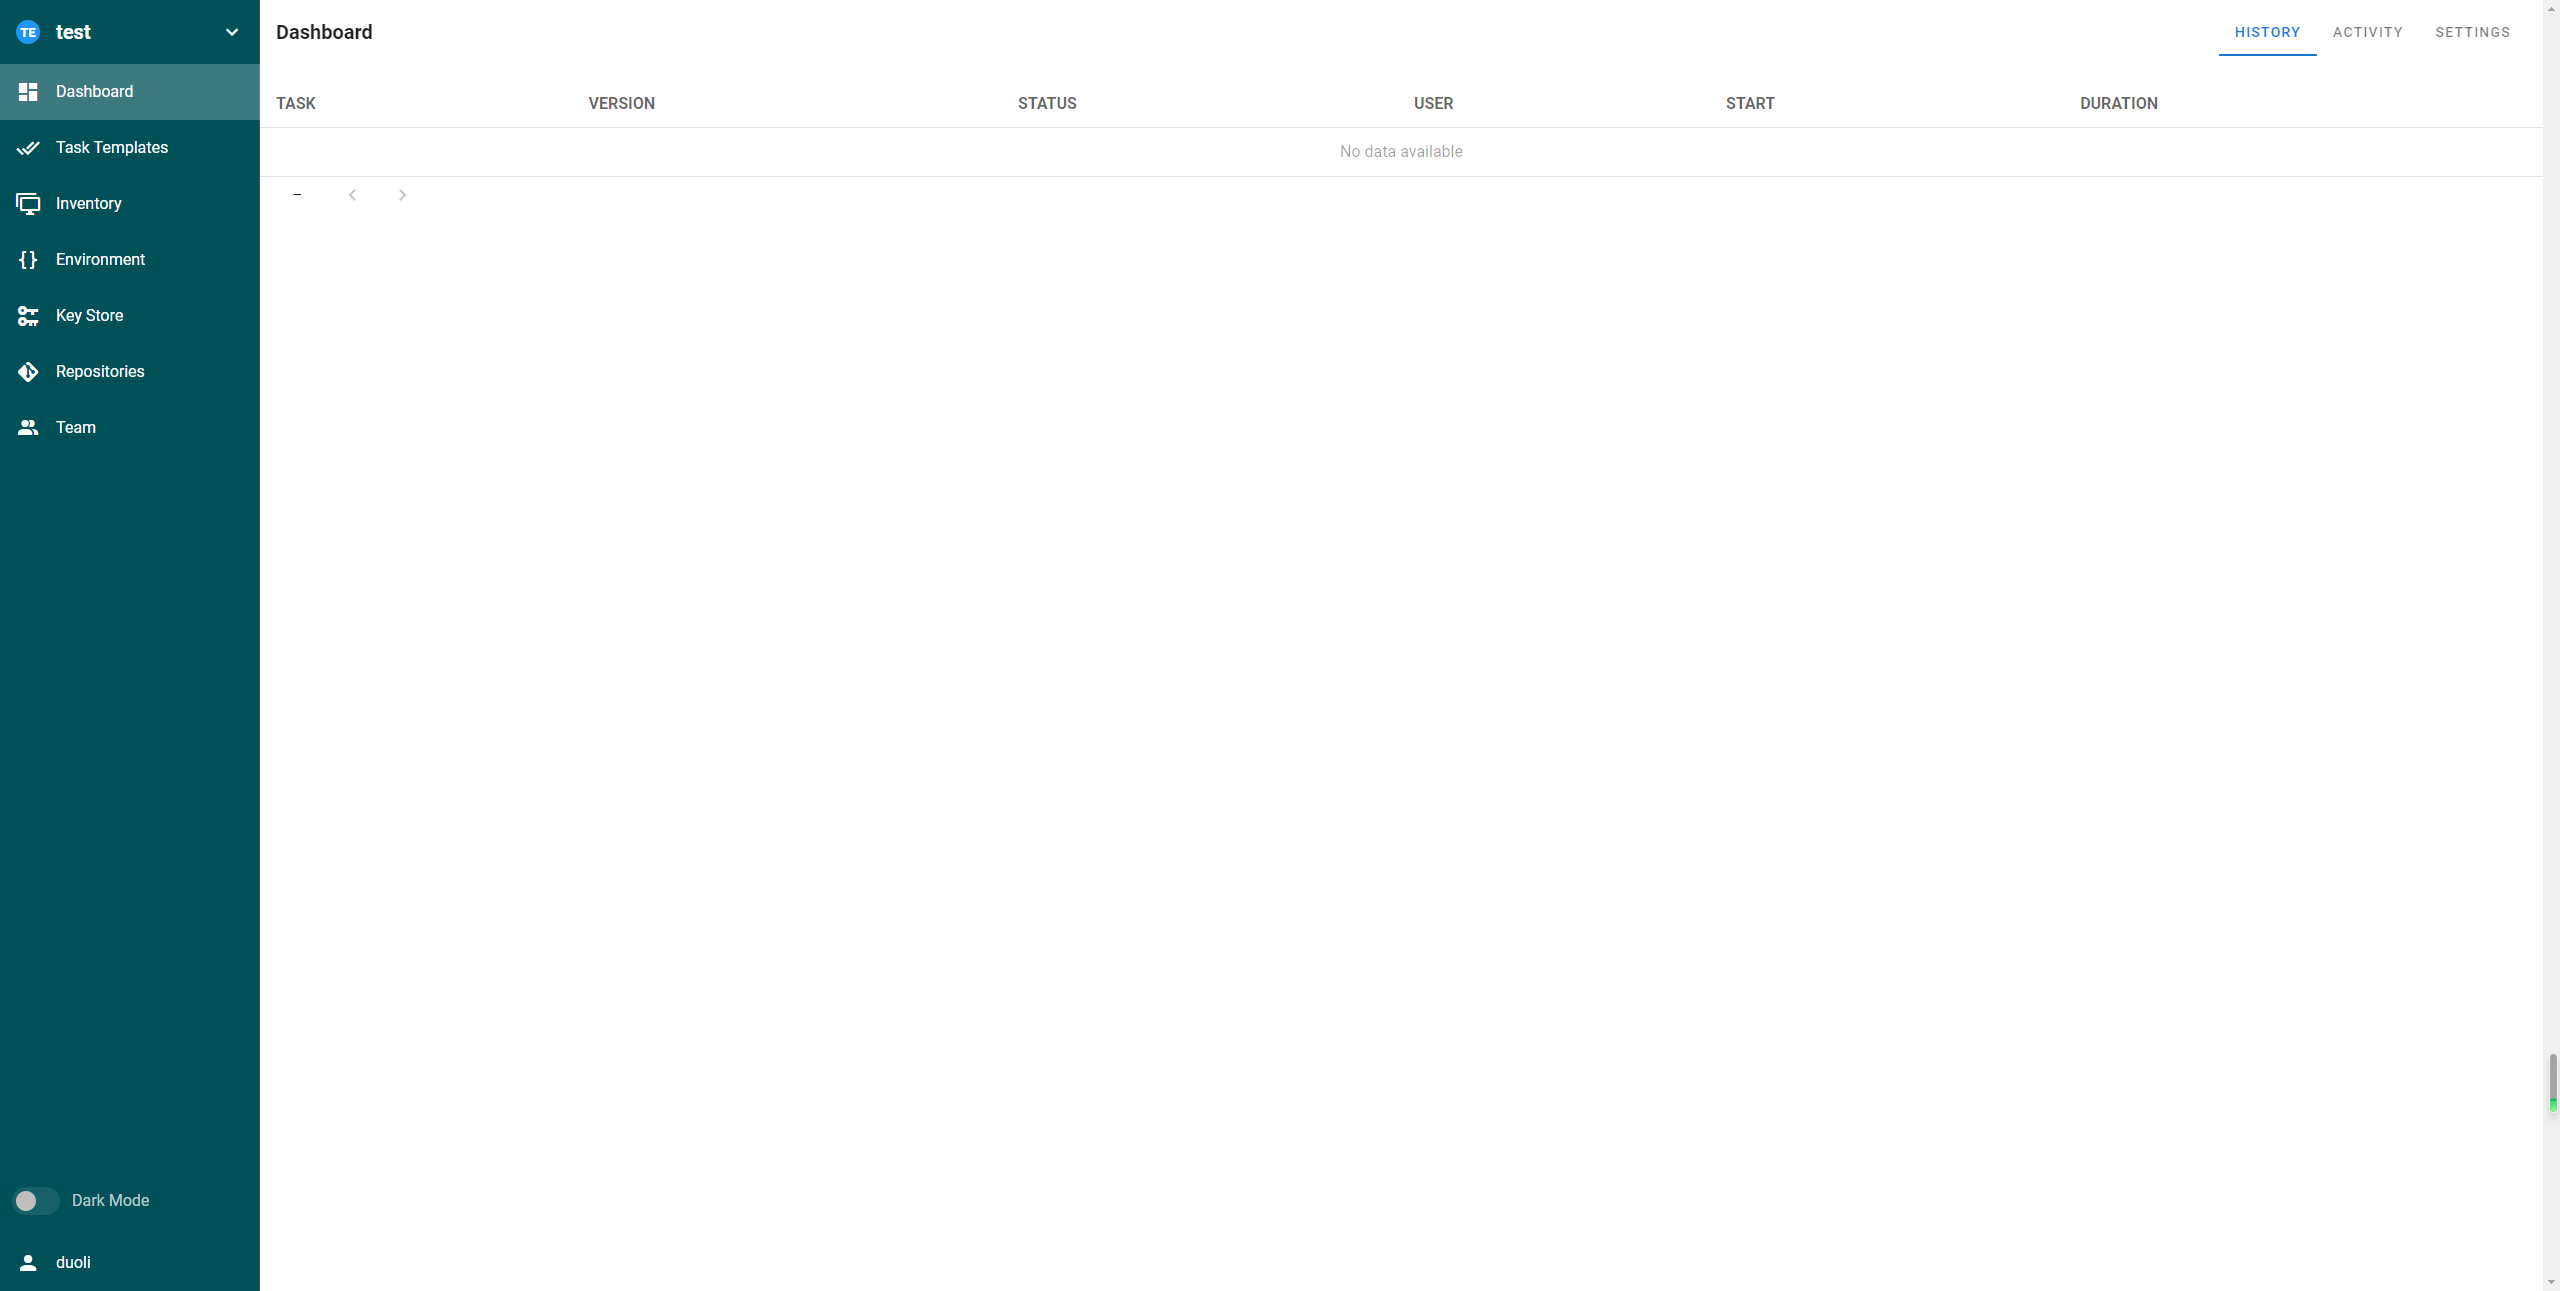 TE test
Dashboard
Task Templates
Inventory
Environment
Key Store
Repositories
Team
Dark Mode
duoli
Dashboard
HISTORY ACTIVITY SETTINGS
TASK VERSION STATUS USER START DURATION
No data available
–